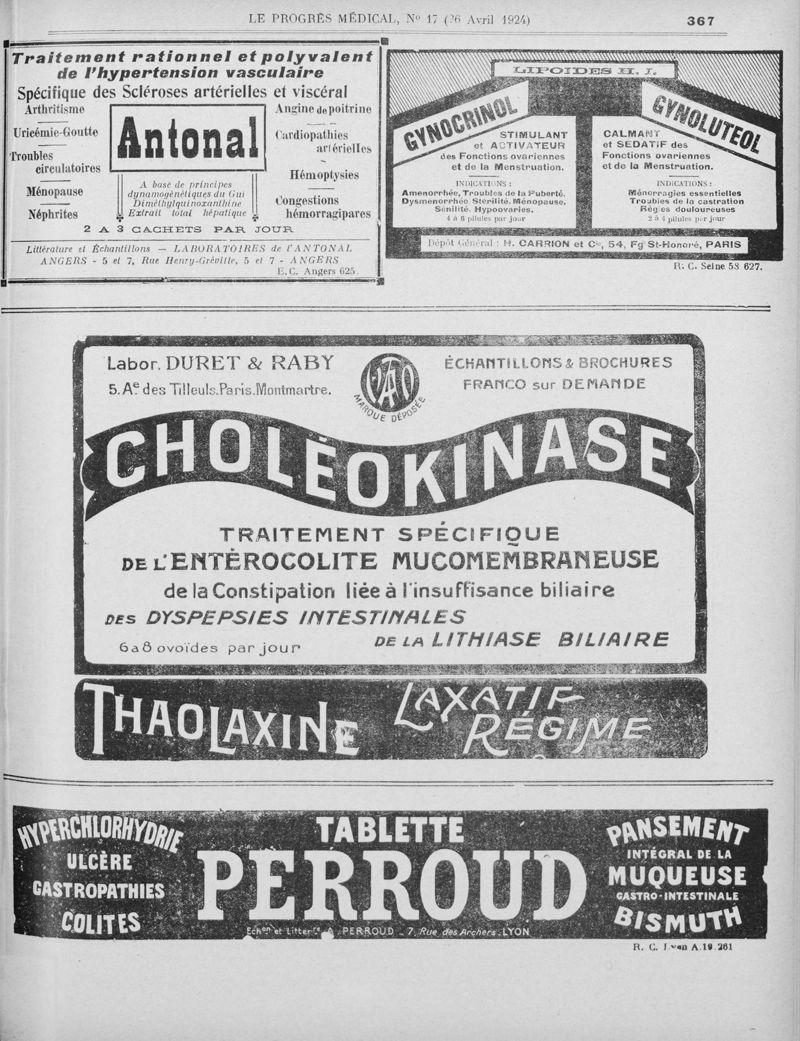 LE PROGRÈS MÉDICAL, No 17 (26 Avril 1924)
367
Traitement rationnel et polyvalent
de l'hypertension vasculaire
Spécifique des Scléroses artérielles et viscéral
Arthritisme
Uricémie-Goutte
Troubles
circulatoires
Ménopause
Néphrites
Antonal
A base de principes
dynamogénétiques du Gui
Diméthylquinoxanthine
Extrait total hépatique
Angine de poitrine
Cardiopathies
artérielles
Hémoptysies
Congestions
hémorragipares
2 A 3 CACHETS PAR JOUR
Littérature et Échantillons — LABORATOIRES de l'ANTONAL
ANGERS - 5 et 7, Rue Henry-Gréville, 5 et 7 - ANGERS
R.C. Angers 625.
LIPOIDES H. I.
GYNOCRINOL
STIMULANT
et ACTIVATEUR
des Fonctions ovariennes
et de la Menstruation.
INDICATIONS :
Amenorrhée, Troubles de la Puberté.
Dysmenorrhée Stérilité. Ménopause.
Sénilité. Hypoovaries.
4 à 6 pilules par jour
GYNOLUTEOL
CALMANT
et SEDATIF des
Fonctions ovariennes
et de la Menstruation.
INDICATIONS :
Ménorragies essentielles
Troubles de la castration
Règles douloureuses
2 à 4 pilules par jour
Dépôt Général : H. CARRION et Cie, 54, Fg St-Honoré, PARIS
R. C. Seine 53 627.
Labor. DURET & RABY
5. Ae des Tilleuls. Paris. Montmartre.
MARQUE DÉPOSÉE
ÉCHANTILLONS & BROCHURES
FRANCO sur DEMANDE
CHOLÉOKINASE
TRAITEMENT SPÉCIFIQUE
DE L'ENTÉROCOLITE MUCOMEMBRANEUSE
de la Constipation liée à l'insuffisance biliaire
DES DYSPEPSIES INTESTINALES
DE LA LITHIASE BILIAIRE
6 a 8 ovoïdes par jour
THAOLAXINE
LAXATIF
RÉGIME
HYPERCHLORHYDRIE
ULCÈRE
GASTROPATHIES
COLITES
TABLETTE
PERROUD
Echon et Litterre A. PERROUD - 7, Rue des Archers. LYON
PANSEMENT
INTÉGRAL DE LA
MUQUEUSE
GASTRO-INTESTINALE
BISMUTH
R. C. Lyon A.19.261